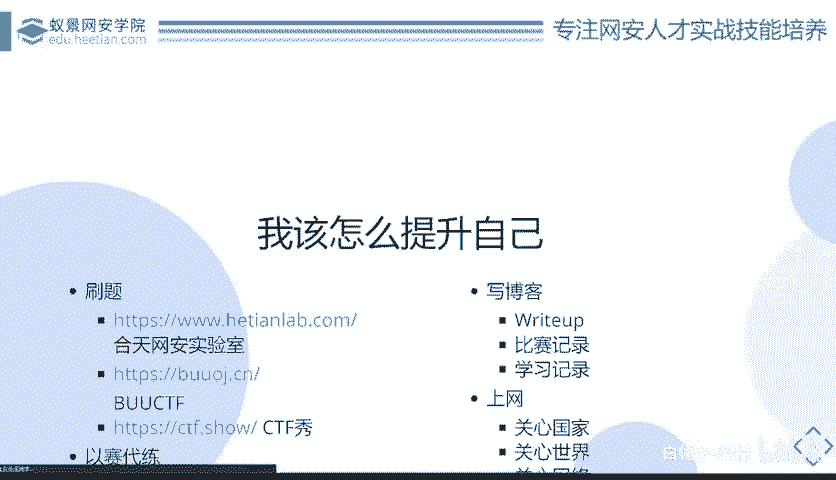 蚁景网安学院
edu.heetian.com
专注网安人才实战技能培养
我该怎么提升自己
刷题
https://www.hetianlab.com/
合天网安实验室
https://buuoj.cn/
BUUCTF
https://ctf.show/ CTF秀
以赛代练
写博客
Writeup
比赛记录
学习记录
上网
关心国家
关心世界